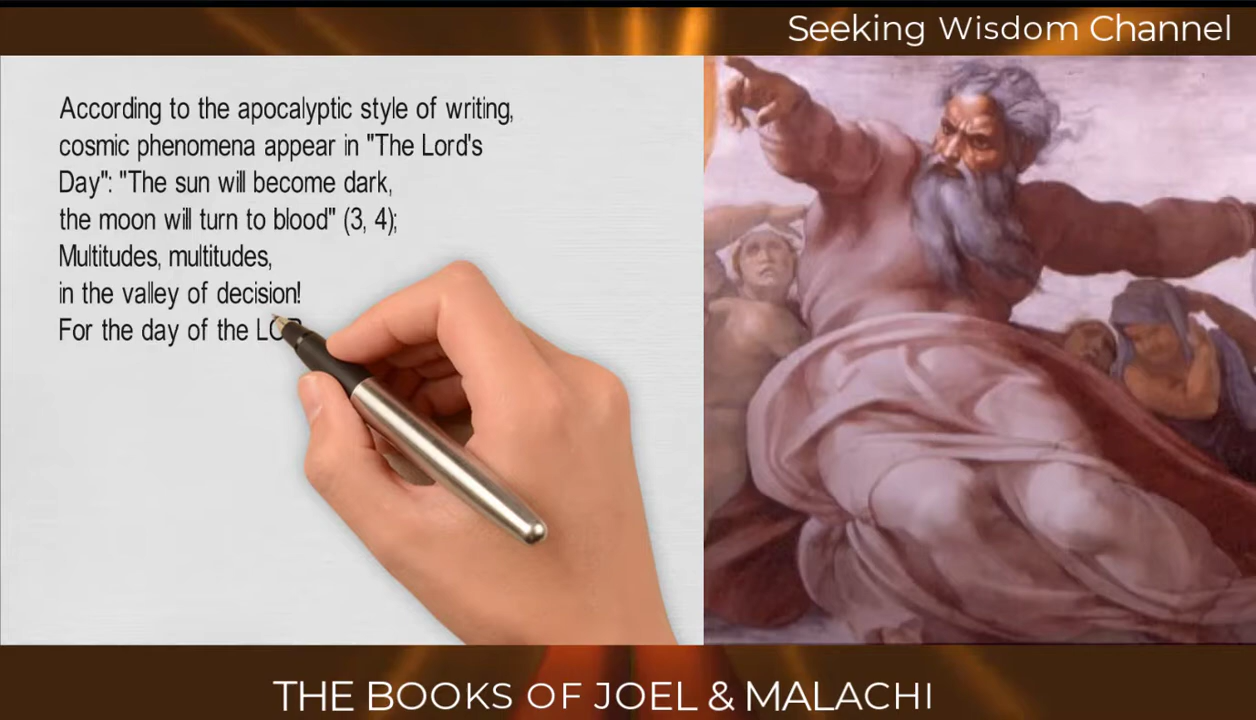 Seeking Wisdom Channel
According to the apocalyptic style of writing,
cosmic phenomena appear in "The Lord's
Day": "The sun will become dark,
the moon will turn to blood" (3, 4);
Multitudes, multitudes,
in the valley of decision!
For the day of the LOR
THE BOOKS OF JOEL & MALACHI